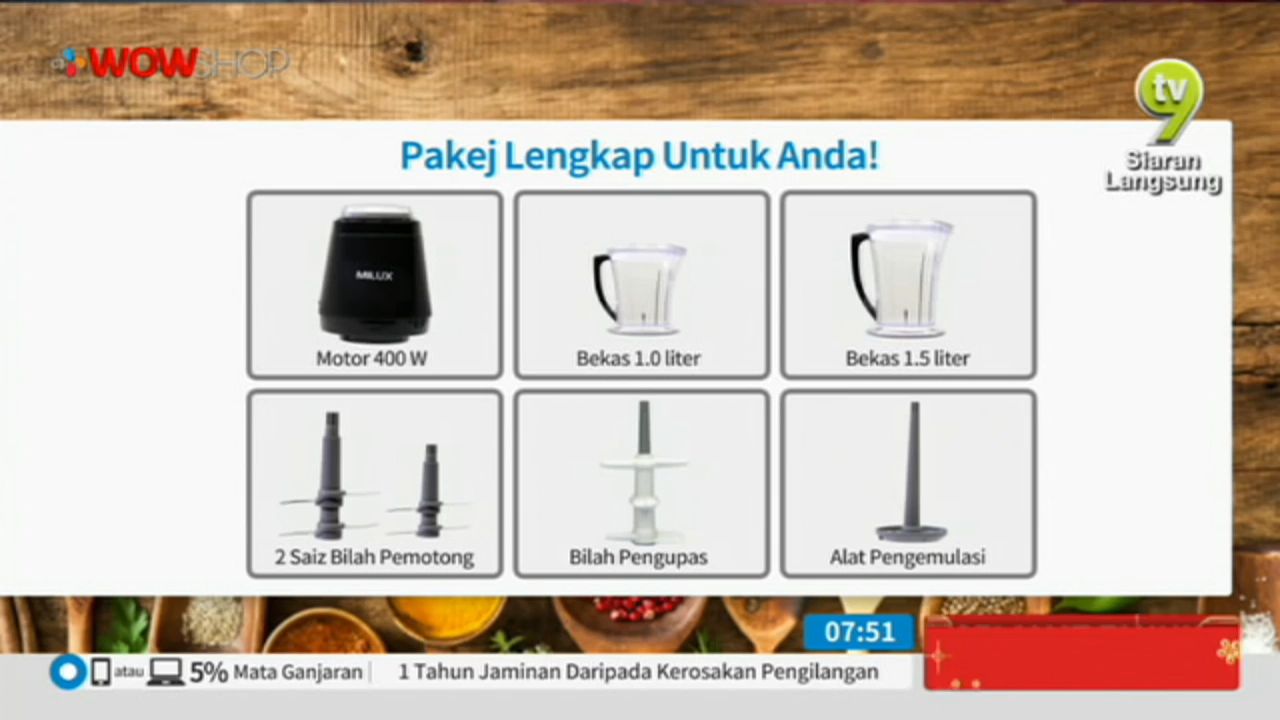 WOWSHOP
tv9
Siaran
Langsung
Pakej Lengkap Untuk Anda!
MILUX
Motor 400 W
Bekas 1.0 liter
Bekas 1.5 liter
2 Saiz Bilah Pemotong
Bilah Pengupas
Alat Pengemulasi
07:51
atau 5% Mata Ganjaran
1 Tahun Jaminan Daripada Kerosakan Pengilangan